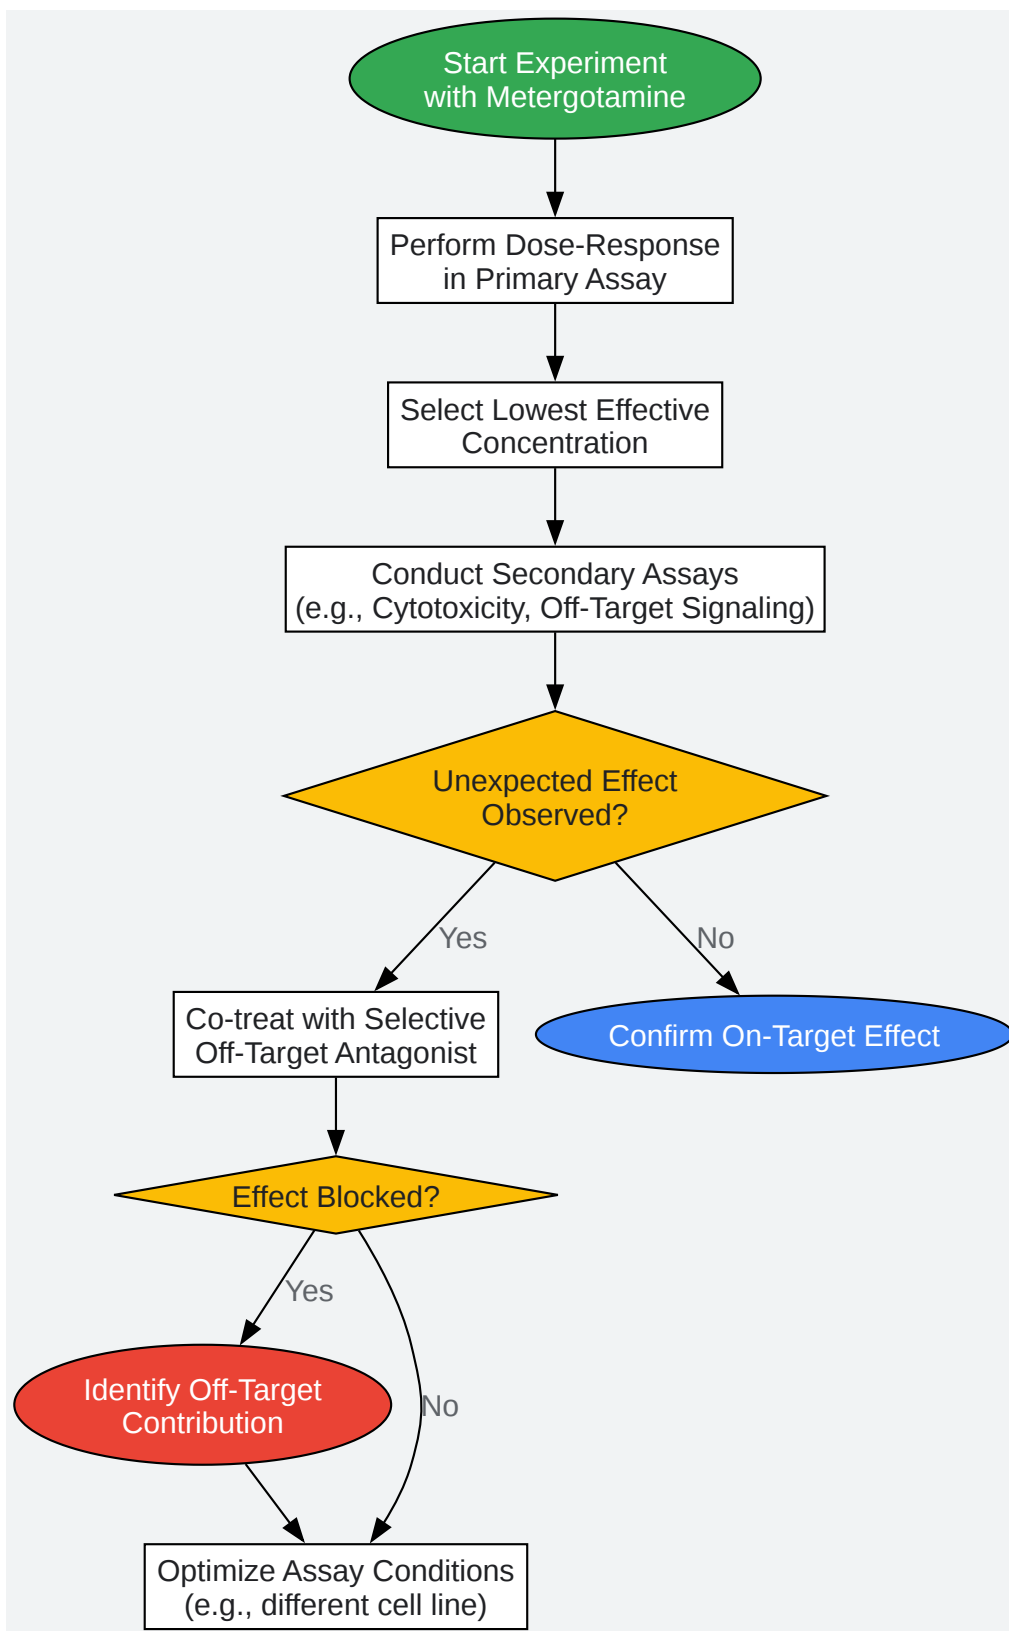 Start Experiment
with Metergotamine
Perform Dose-Response
in Primary Assay
Select Lowest Effective
Concentration
Conduct Secondary Assays
(e.g., Cytotoxicity, Off-Target Signaling)
Unexpected Effect
Observed?
Yes
No
Co-treat with Selective
Off-Target Antagonist
Confirm On-Target Effect
Effect Blocked?
Yes
Identify Off-Target
Contribution
No
Optimize Assay Conditions
(e.g., different cell line)